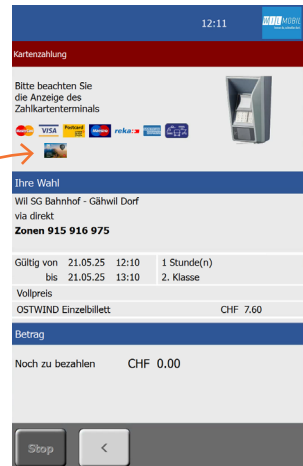 12:11
WIL MOBIL
Kartenzahlung
Bitte beachten Sie
die Anzeige des
Zahlkartenterminals
VISA
reka:
Ihre Wahl
Wil SG Bahnhof - Gähwil Dorf
via direkt
Zonen 915 916 975
Gültig von 21.05.25 12:10 1 Stunde(n)
bis 21.05.25 13:10 2. Klasse
Vollpreis
OSTWIND Einzelbillett CHF 7.60
Betrag
Noch zu bezahlen CHF 0.00
Stop <